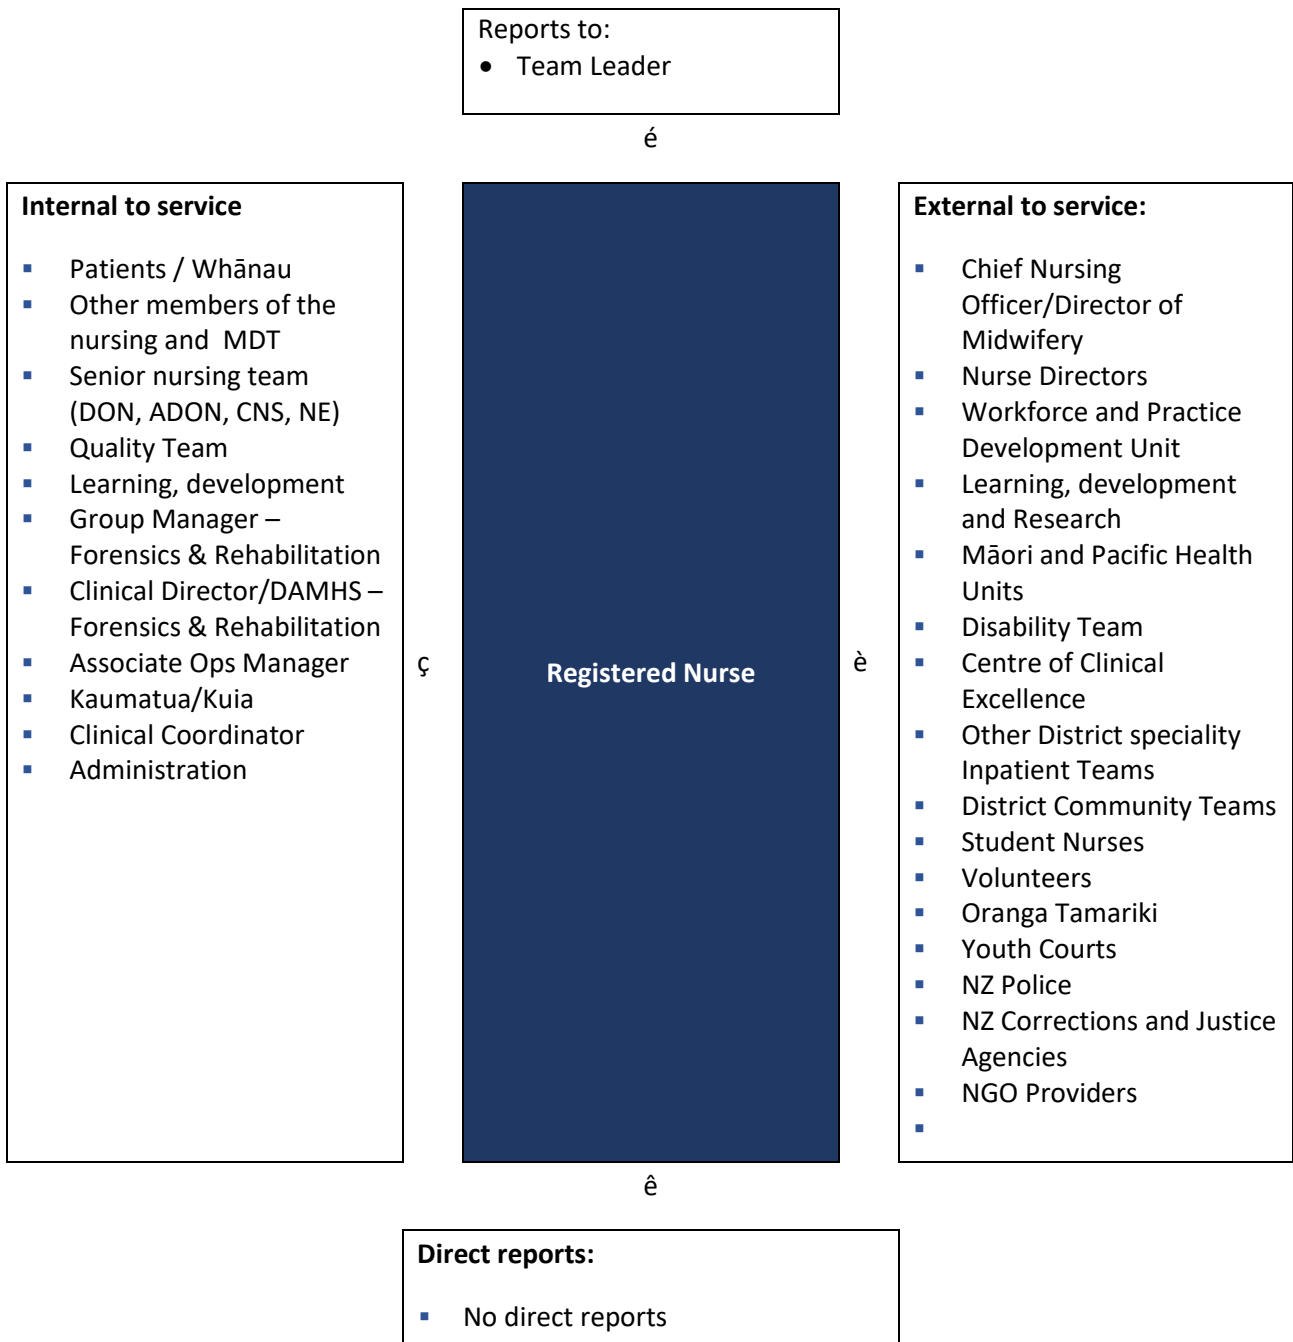 Reports to:
• Team Leader
é
Internal to service
▪ Patients / Whānau
▪ Other members of the
nursing and MDT
▪ Senior nursing team
(DON, ADON, CNS, NE)
▪ Quality Team
▪ Learning, development
▪ Group Manager –
Forensics & Rehabilitation
▪ Clinical Director/DAMHS –
Forensics & Rehabilitation
▪ Associate Ops Manager
▪ Kaumatua/Kuia
▪ Clinical Coordinator
▪ Administration
ç
Registered Nurse
è
External to service:
▪ Chief Nursing
Officer/Director of
Midwifery
▪ Nurse Directors
▪ Workforce and Practice
Development Unit
▪ Learning, development
and Research
▪ Māori and Pacific Health
Units
▪ Disability Team
▪ Centre of Clinical
Excellence
▪ Other District speciality
Inpatient Teams
▪ District Community Teams
▪ Student Nurses
▪ Volunteers
▪ Oranga Tamariki
▪ Youth Courts
▪ NZ Police
▪ NZ Corrections and Justice
Agencies
▪ NGO Providers
▪
ê
Direct reports:
▪ No direct reports